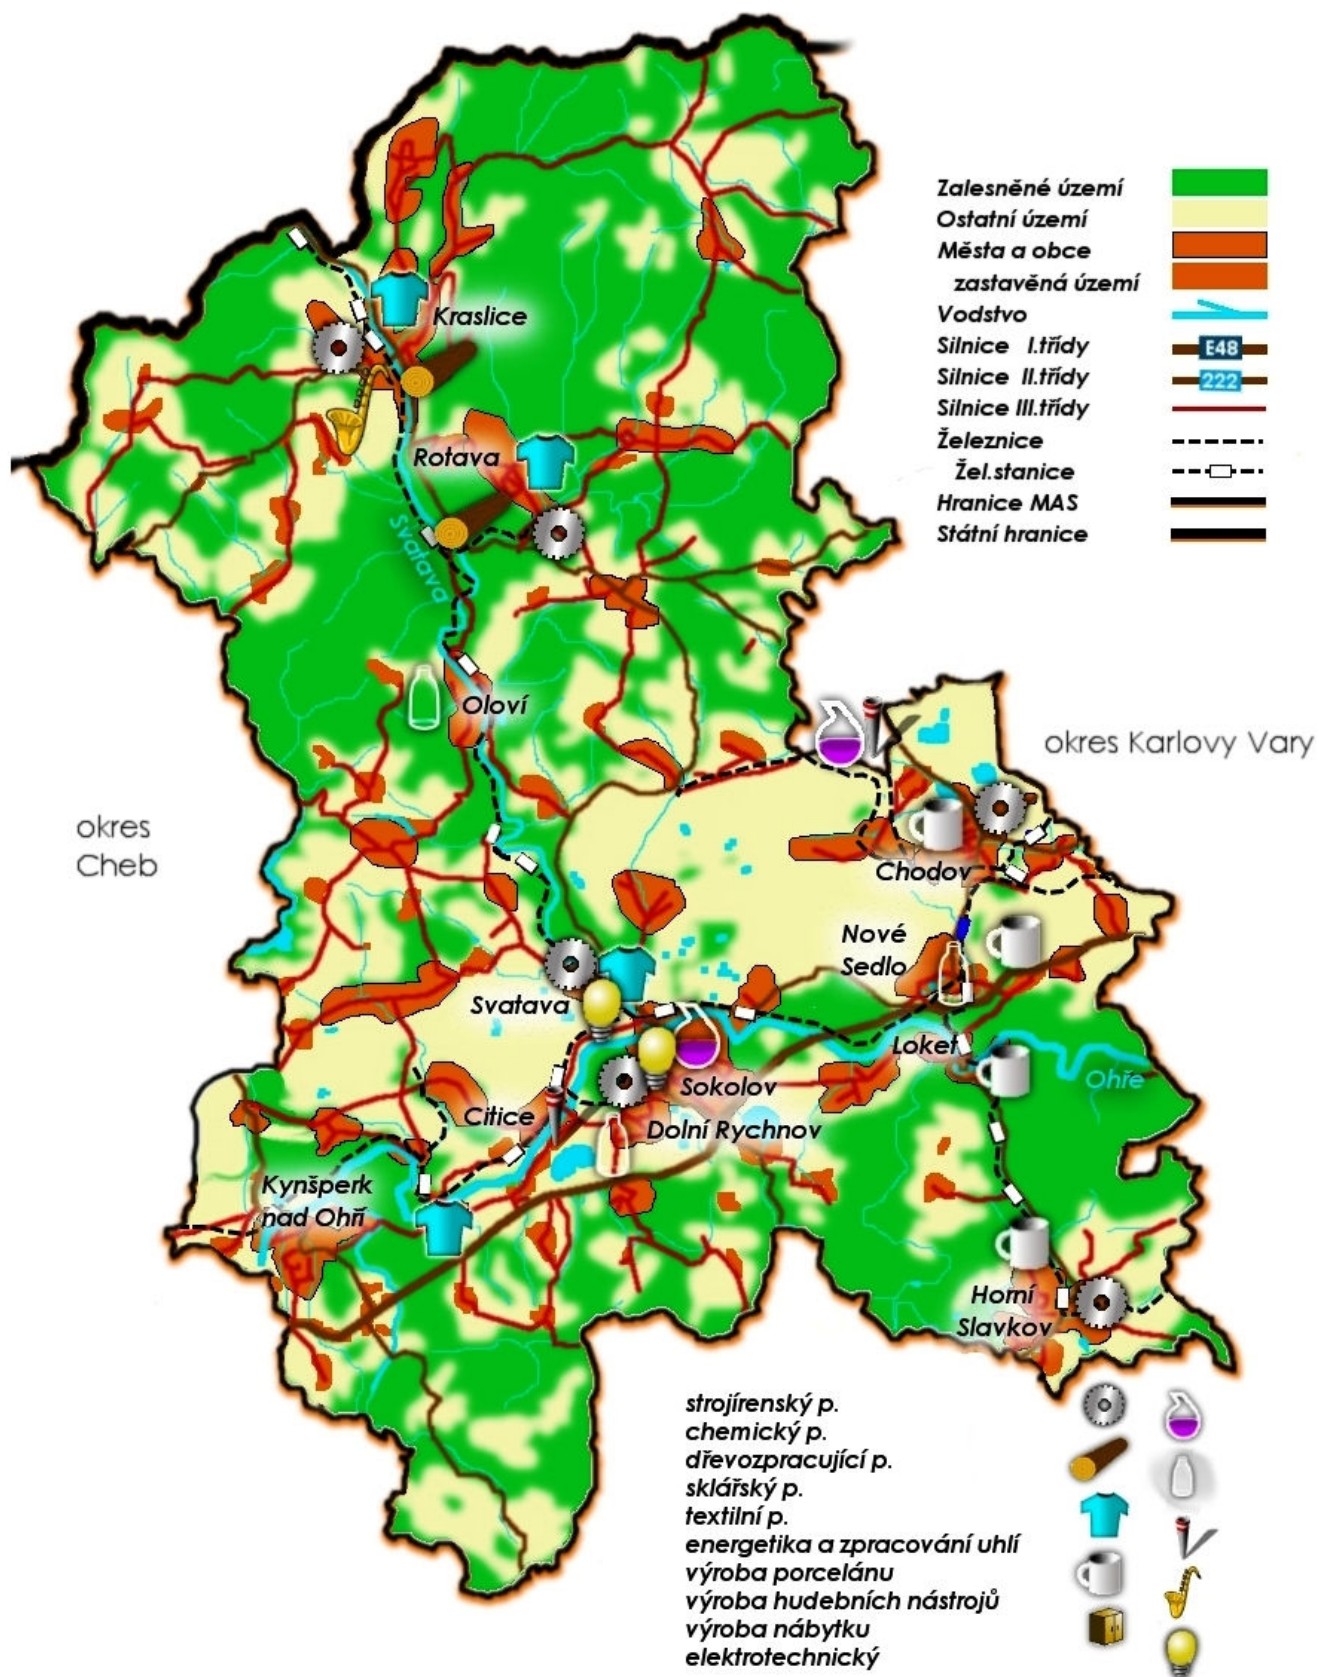 Zalesněné území
Ostatní území
Města a obce
zastavěná území
Vodstvo
Silnice I.třídy
E48
Silnice II.třídy
222
Silnice III.třídy
Železnice
Žel.stanice
Hranice MAS
Státní hranice
Kraslice
Rotava
Svatava
Oloví
okres Karlovy Vary
okres
Cheb
Chodov
Nové
Sedlo
Svatava
Loket
Ohře
Sokolov
Citice
Dolní Rychnov
Kynšperk
nad Ohří
Horní
Slavkov
strojírenský p.
chemický p.
dřevozpracující p.
sklářský p.
textilní p.
energetika a zpracování uhlí
výroba porcelánu
výroba hudebních nástrojů
výroba nábytku
elektrotechnický